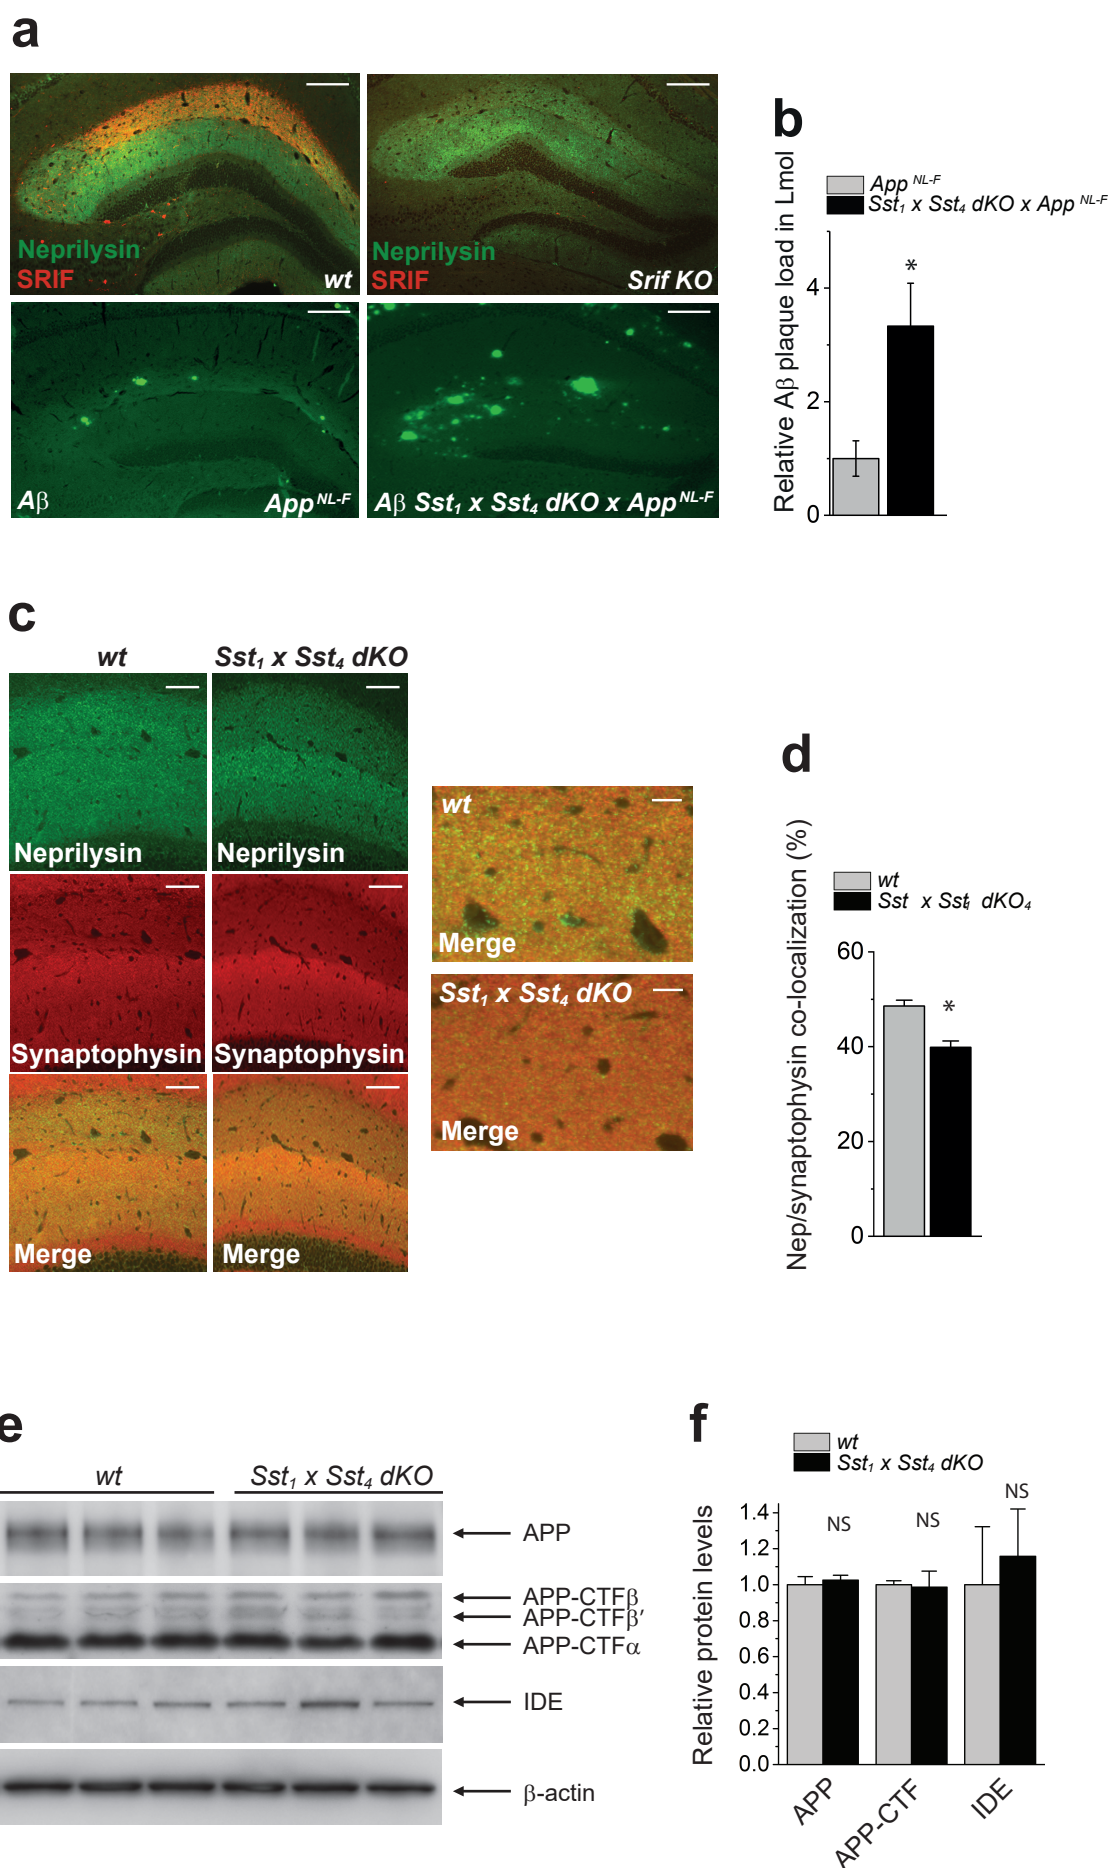 a
Neprilysin
SRIF
wt
Neprilysin
SRIF
Srif KO
Aβ
App NL-F
Aβ Sst1 x Sst4 dKO x App NL-F
b
App NL-F
Sst1 x Sst4 dKO x App NL-F
Relative Aβ plaque load in Lmol
4
2
0
*
c
wt
Sst1 x Sst4 dKO
Neprilysin
Neprilysin
Synaptophysin
Synaptophysin
Merge
Merge
wt
Merge
Sst1 x Sst4 dKO
Merge
d
wt
Sst x Sst dKO4
Nep/synaptophysin co-localization (%)
60
40
20
0
*
e
wt
Sst1 x Sst4 dKO
APP
APP-CTFβ
APP-CTFβ′
APP-CTFα
IDE
β-actin
f
wt
Sst1 x Sst4 dKO
Relative protein levels
1.4
1.2
1.0
0.8
0.6
0.4
0.2
0.0
NS
NS
NS
APP
APP-CTF
IDE